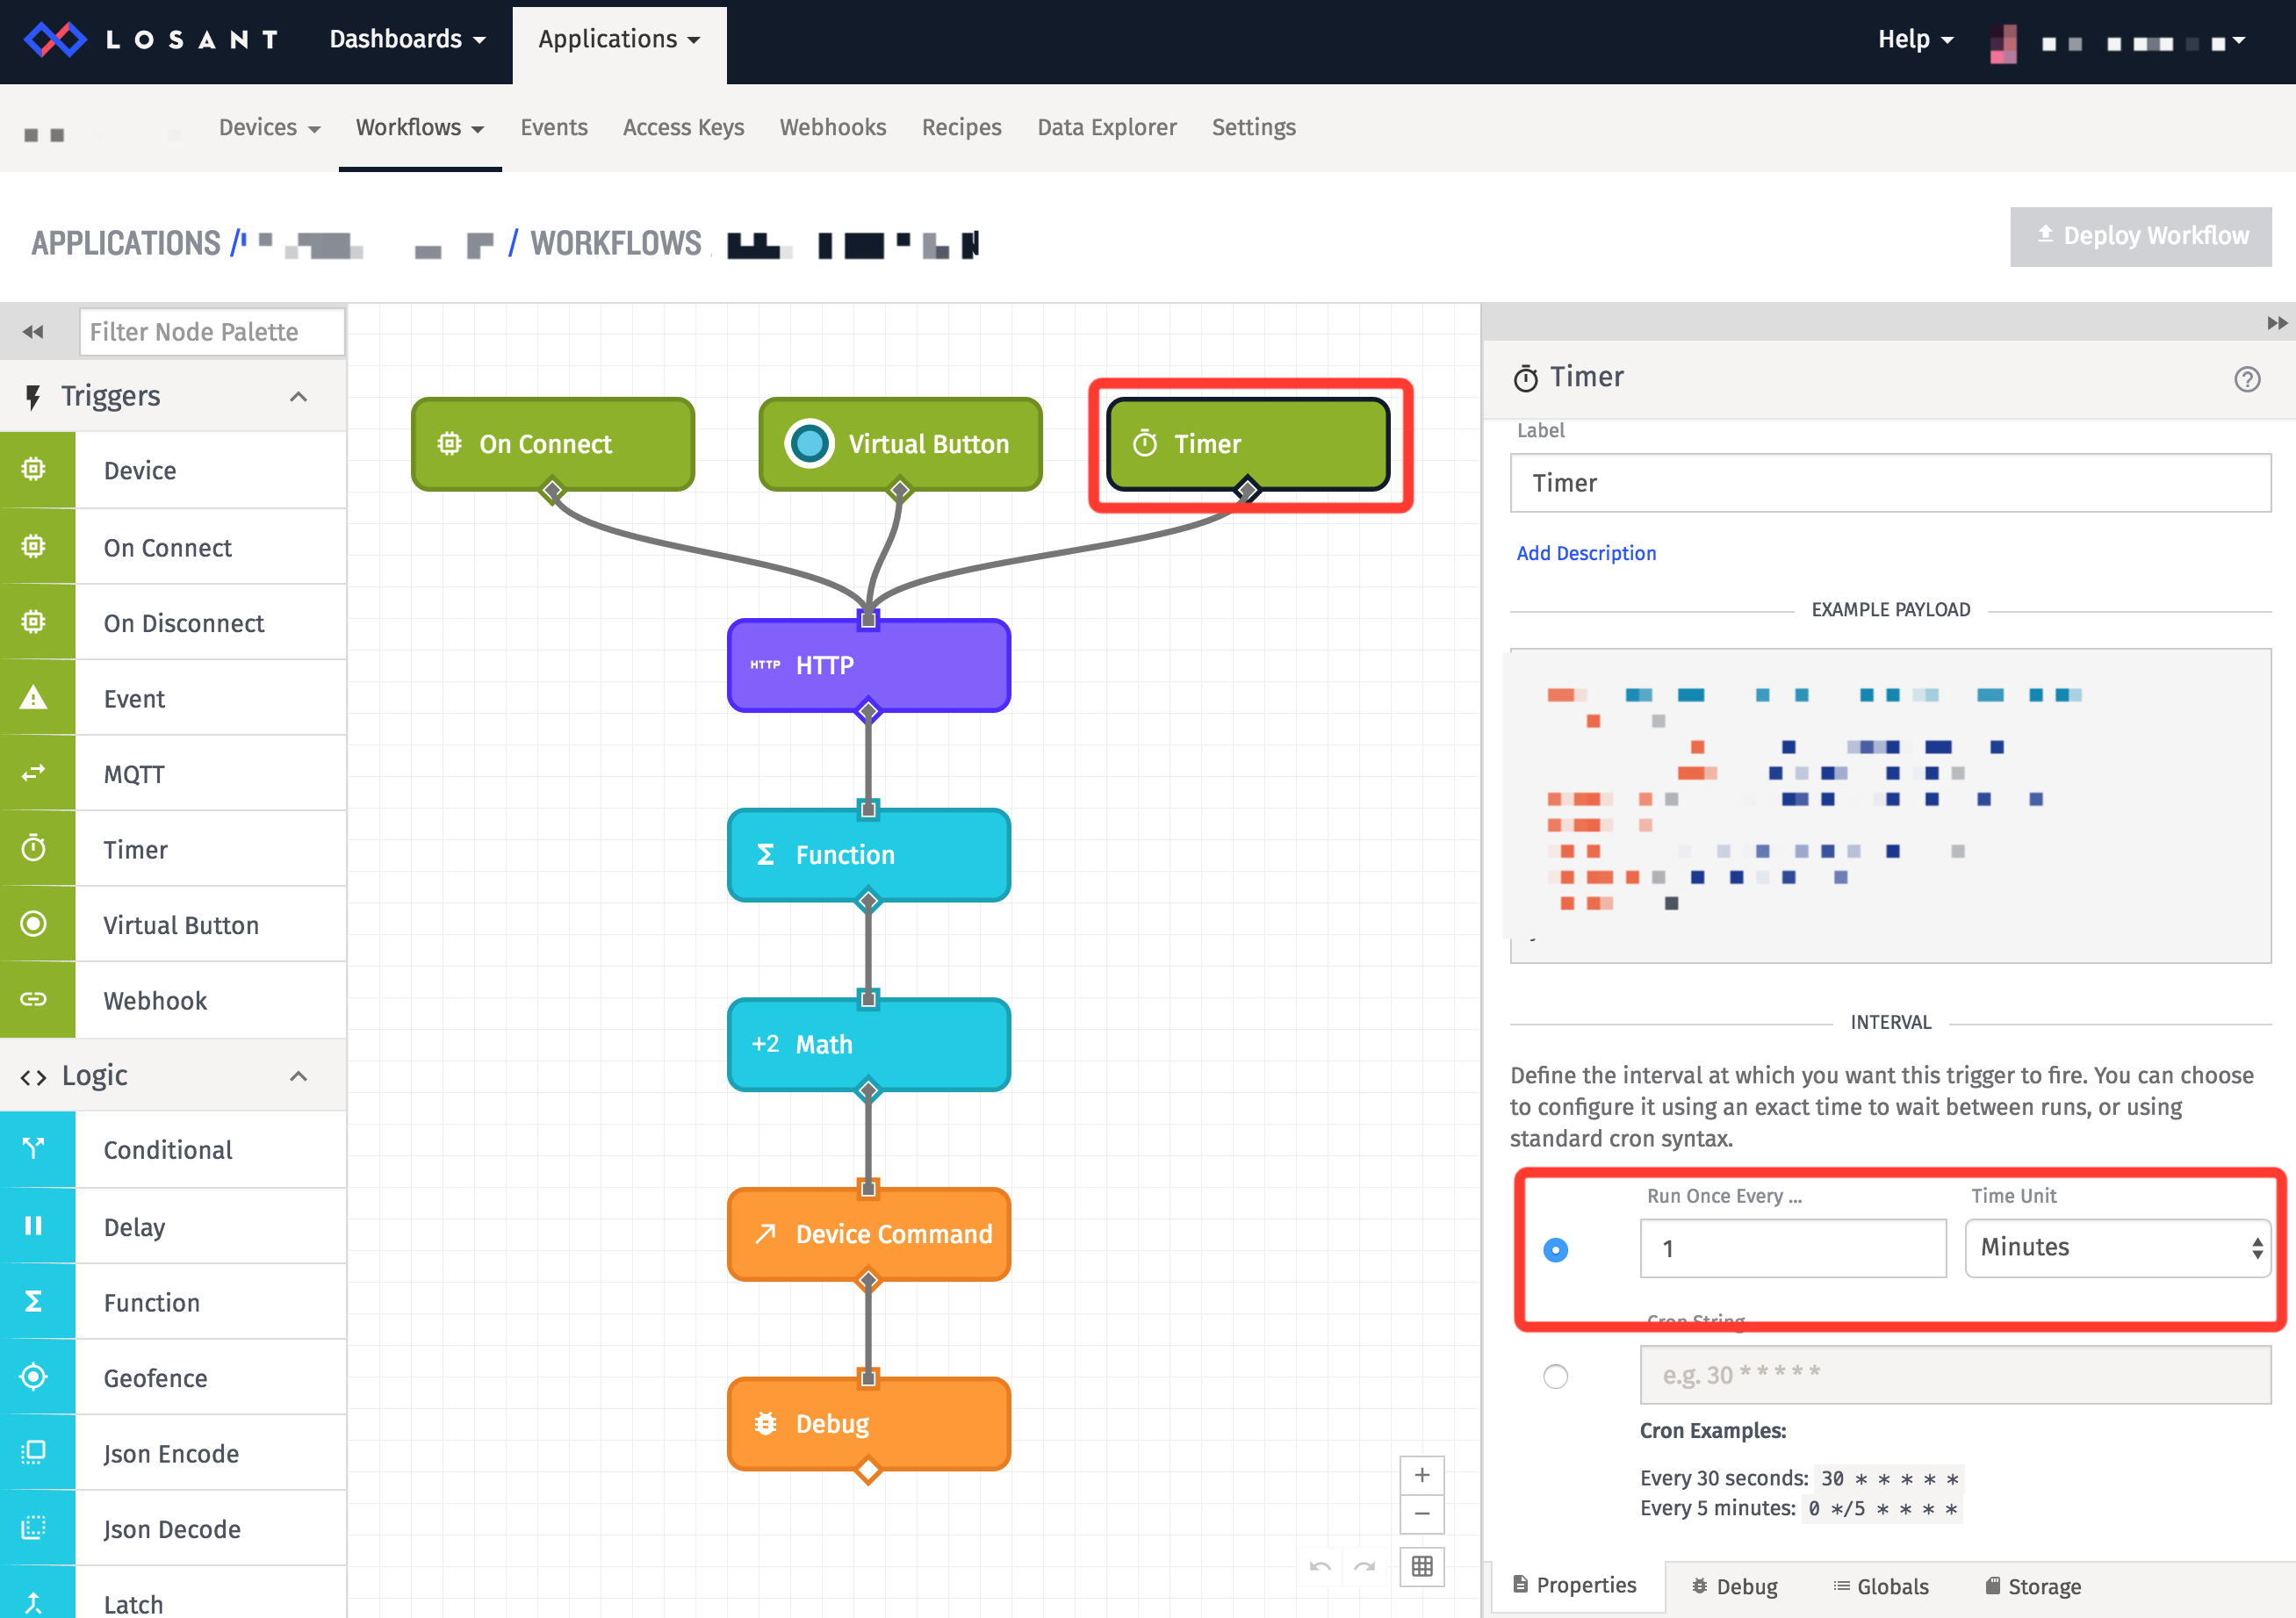 LOSANT
Dashboards
Applications
Help
Devices
Workflows
Events
Access Keys
Webhooks
Recipes
Data Explorer
Settings
APPLICATIONS /
/ WORKFLOWS
Deploy Workflow
Filter Node Palette
Triggers
Device
On Connect
On Disconnect
Event
MQTT
Timer
Virtual Button
Webhook
Logic
Conditional
Delay
Function
Geofence
Json Encode
Json Decode
Latch
On Connect
Virtual Button
Timer
HTTP HTTP
Function
+2 Math
Device Command
Debug
Timer
Label
Timer
Add Description
EXAMPLE PAYLOAD
INTERVAL
Define the interval at which you want this trigger to fire. You can choose
to configure it using an exact time to wait between runs, or using
standard cron syntax.
Run Once Every ...
Time Unit
1
Minutes
Cron String
e.g. 30 * * * * *
Cron Examples:
Every 30 seconds: 30 * * * * *
Every 5 minutes: 0 */5 * * * *
Properties
Debug
Globals
Storage